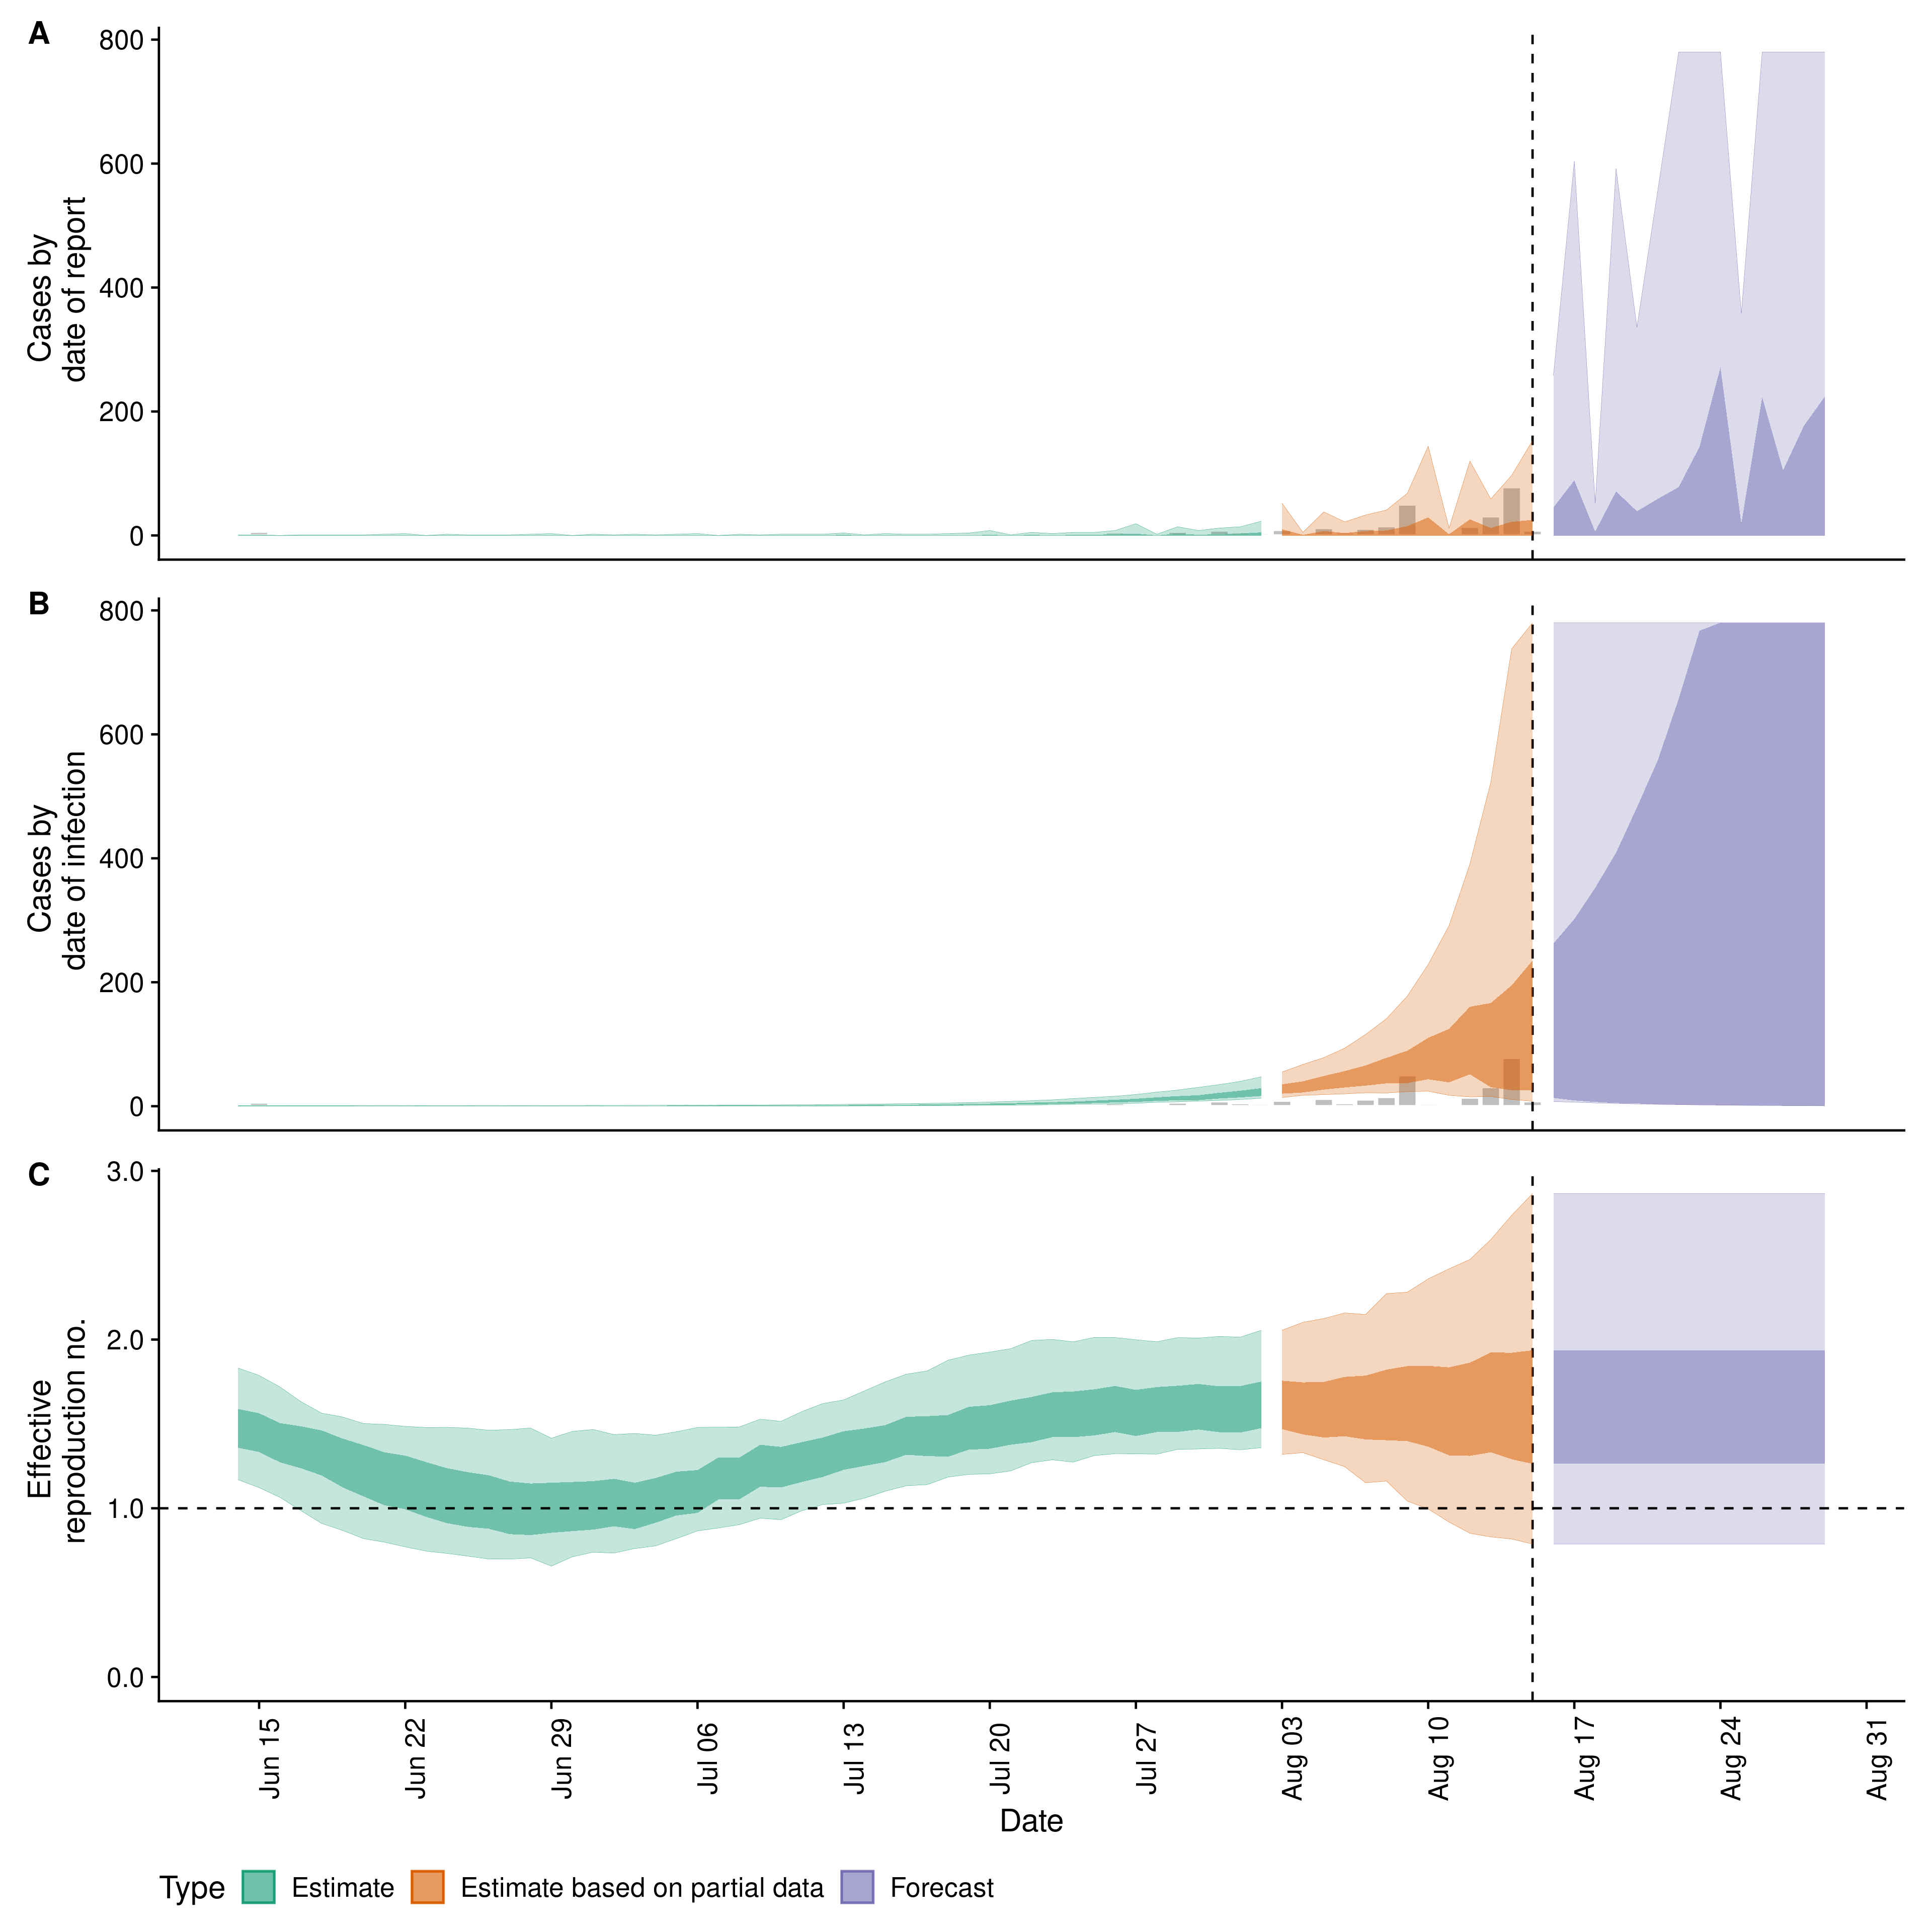 A
800
600
400
200
0
Cases by
date of report
B
800
600
400
200
0
Cases by
date of infection
C
3.0
2.0
1.0
0.0
Effective
reproduction no.
Jun 15
Jun 22
Jun 29
Jul 06
Jul 13
Jul 20
Jul 27
Aug 03
Aug 10
Aug 17
Aug 24
Aug 31
Date
Type Estimate Estimate based on partial data Forecast